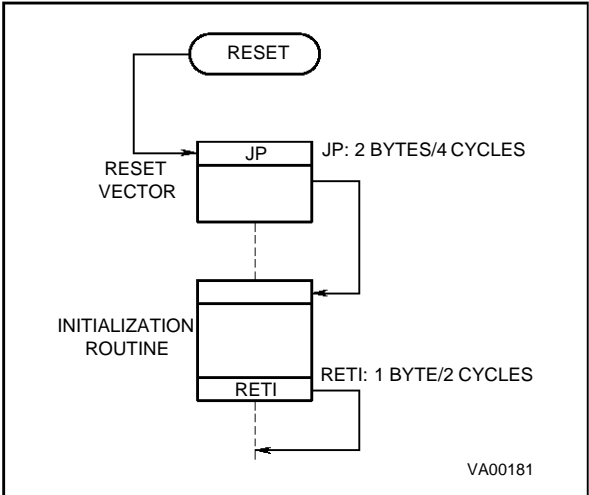 RESET
JP
JP: 2 BYTES/4 CYCLES
RESET
VECTOR
INITIALIZATION
ROUTINE
RETI: 1 BYTE/2 CYCLES
RETI
VA00181